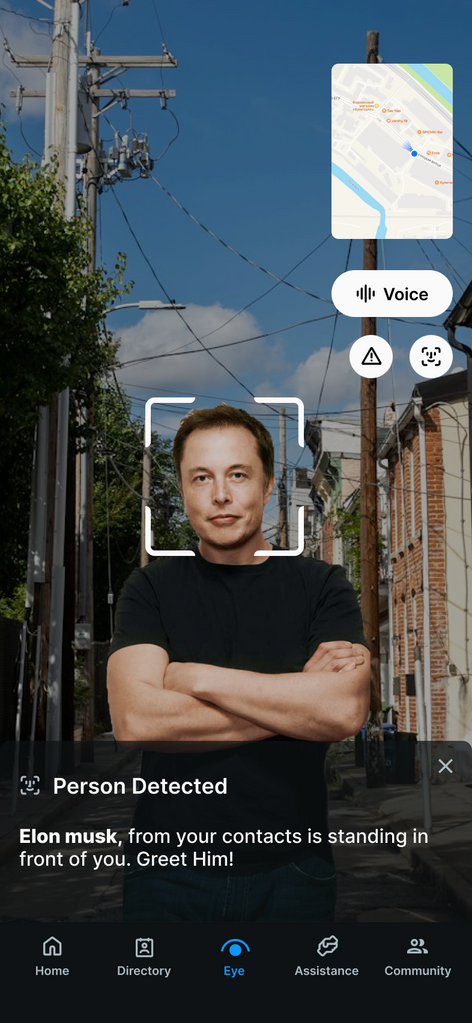 Voice
Person Detected
Elon musk, from your contacts is standing in
front of you. Greet Him!
Home
Directory
Eye
Assistance
Community